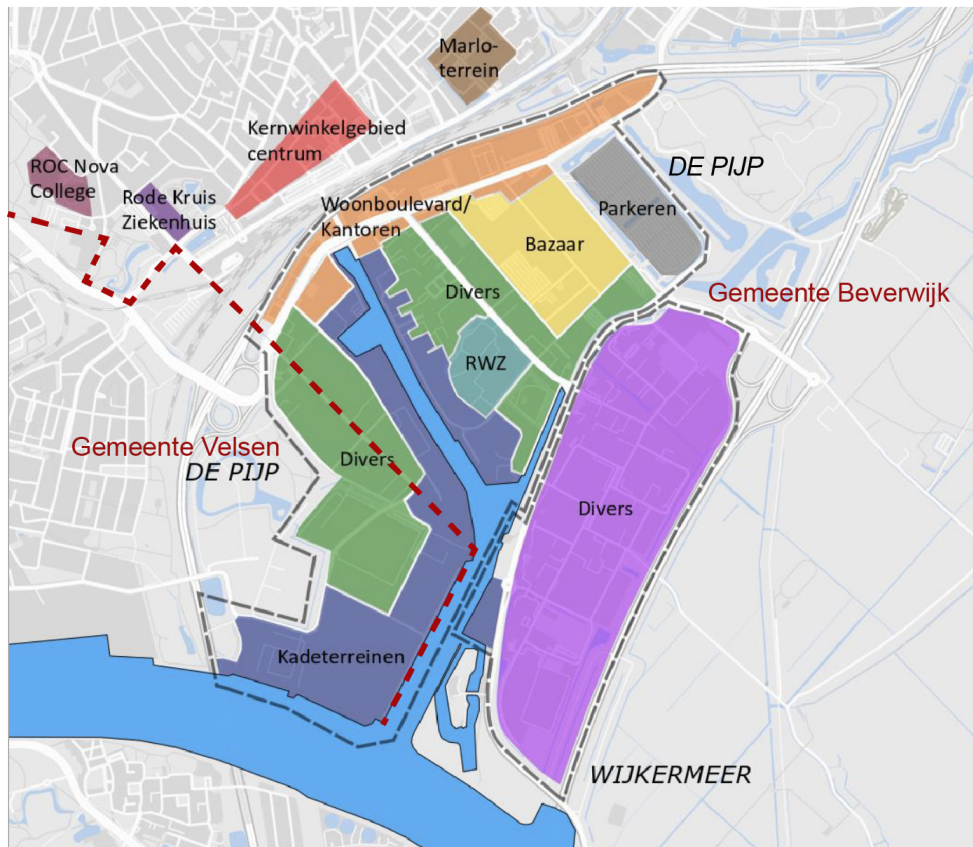 Marlo-
terrein
Kernwinkelgebied
centrum
ROC Nova
College
Rode Kruis
Ziekenhuis
DE PIJP
Woonboulevard/
Kantoren
Parkeren
Bazaar
Divers
Gemeente Beverwijk
RWZ
Gemeente Velsen
DE PIJP
Divers
Divers
Kadeterreinen
WIJKERMEER